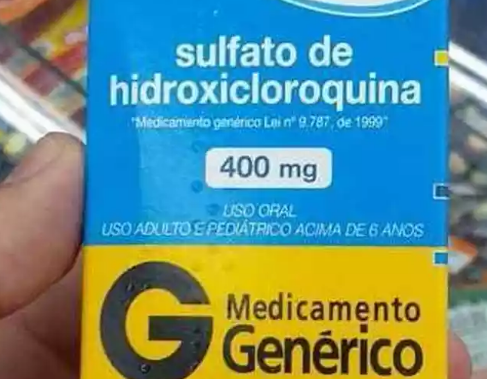 sulfato de
hidroxicloroquina
"Medicamento genérico Lei nº 9.787, de 1999"
400 mg
USO ORAL
USO ADULTO E PEDIÁTRICO ACIMA DE 6 ANOS
G Medicamento
Genérico